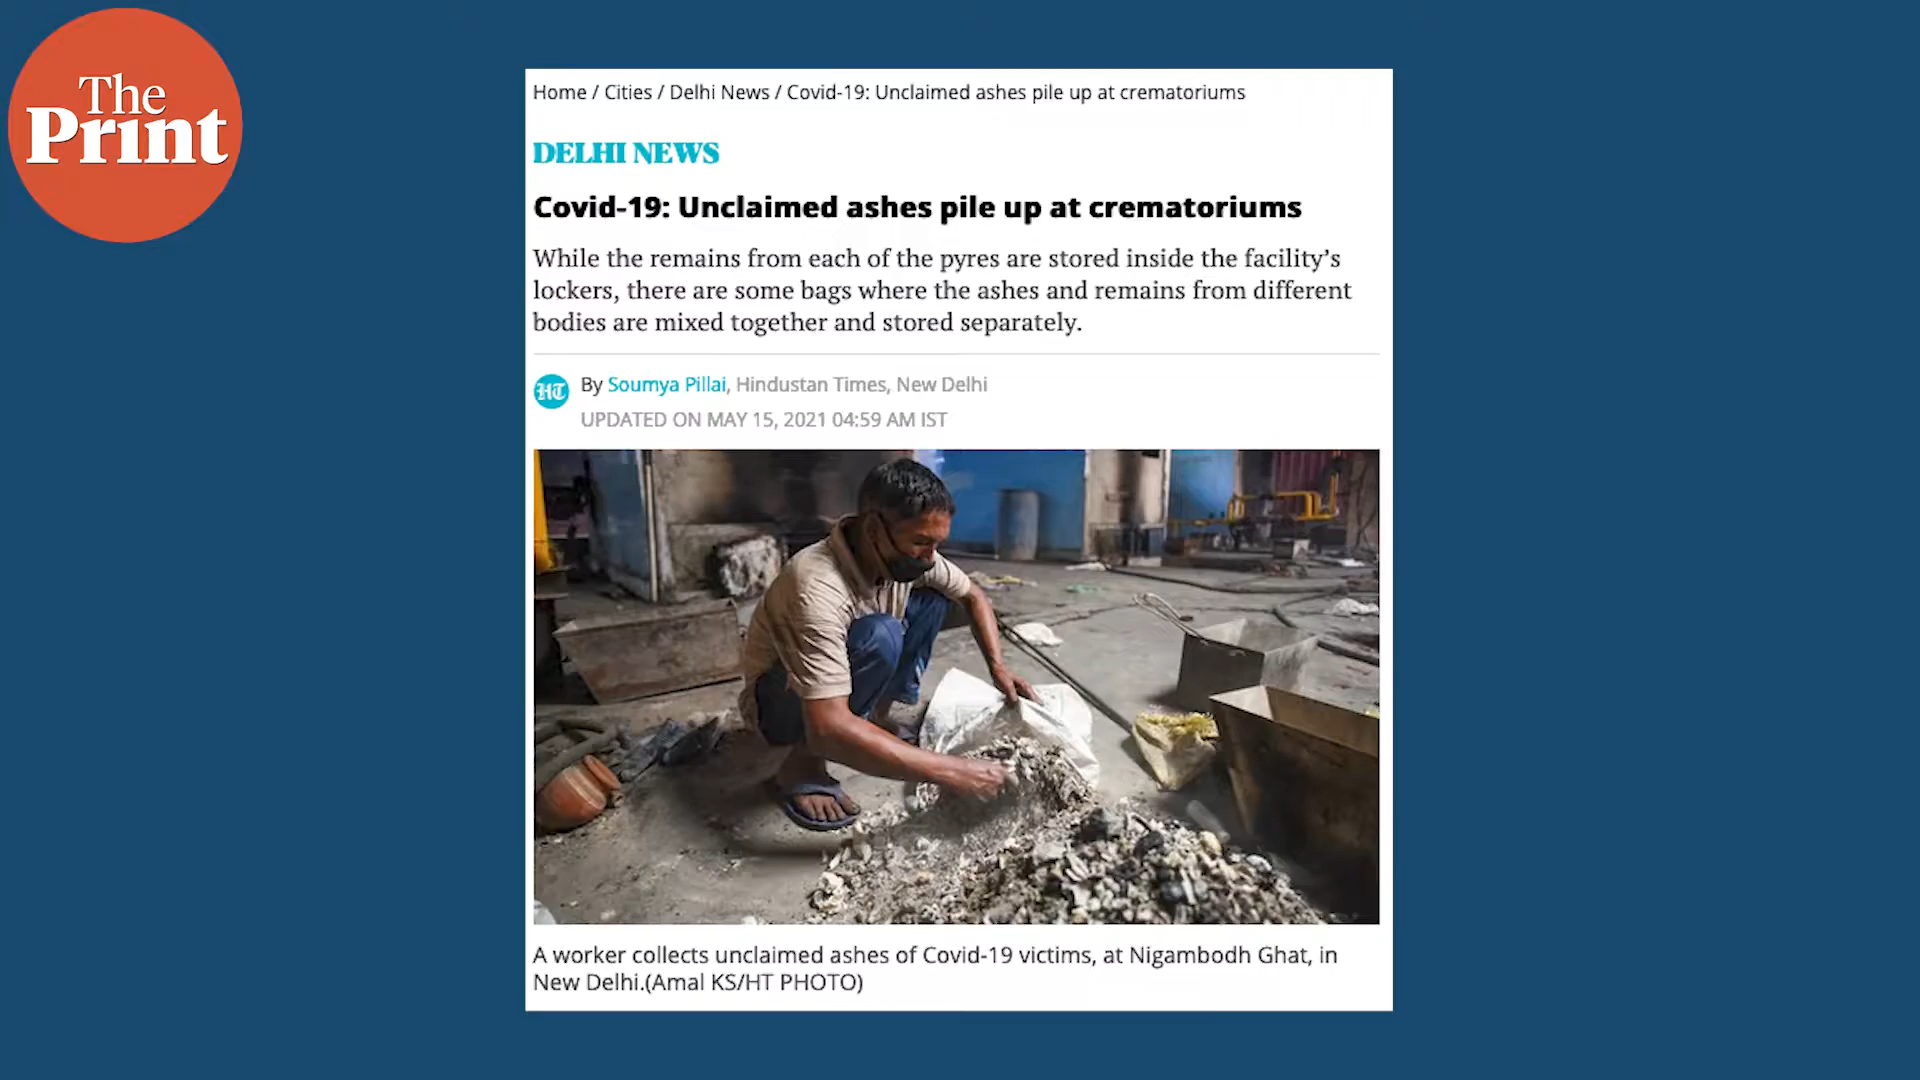 The
Print
Home / Cities / Delhi News / Covid-19: Unclaimed ashes pile up at crematoriums
DELHI NEWS
Covid-19: Unclaimed ashes pile up at crematoriums
While the remains from each of the pyres are stored inside the facility’s
lockers, there are some bags where the ashes and remains from different
bodies are mixed together and stored separately.
HT
By Soumya Pillai, Hindustan Times, New Delhi
UPDATED ON MAY 15, 2021 04:59 AM IST
A worker collects unclaimed ashes of Covid-19 victims, at Nigambodh Ghat, in
New Delhi.(Amal KS/HT PHOTO)